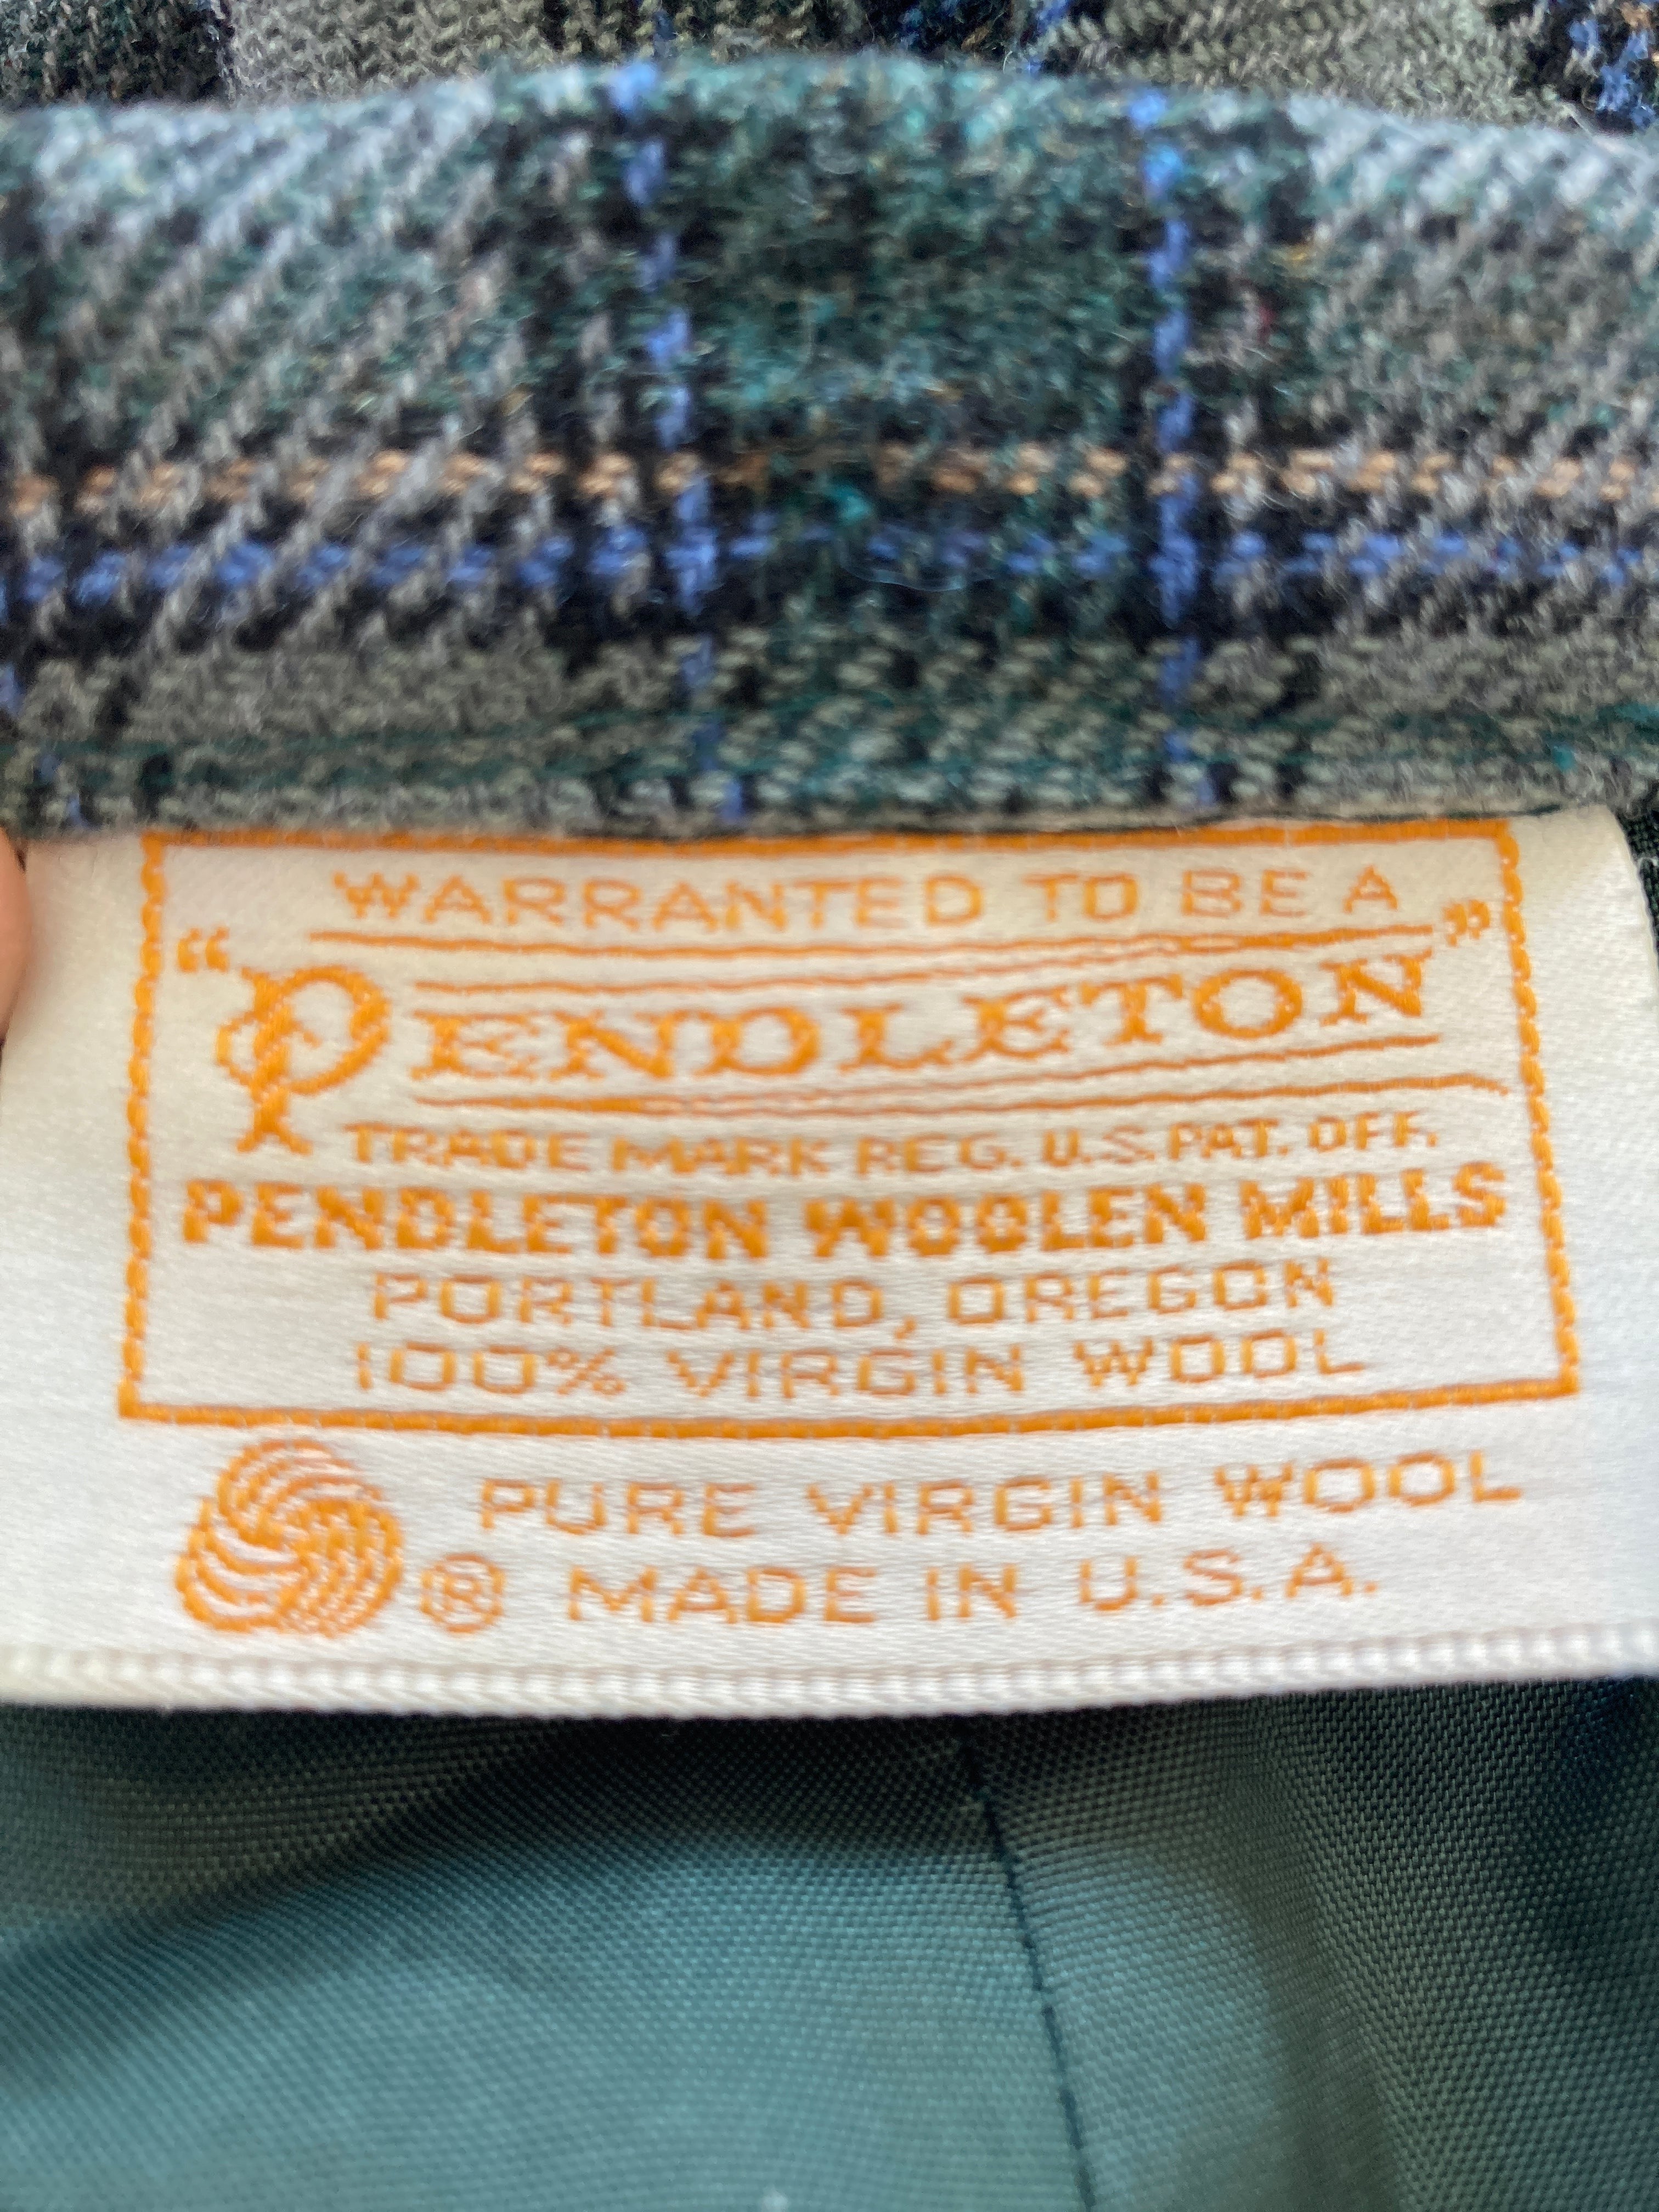 WARRANTED TO BE A
"PENDLETON"
TRADE MARK REG. U.S. PAT. OFF.
PENDLETON WOOLEN MILLS
PORTLAND, OREGON
100% VIRGIN WOOL
PURE VIRGIN WOOL
® MADE IN U.S.A.